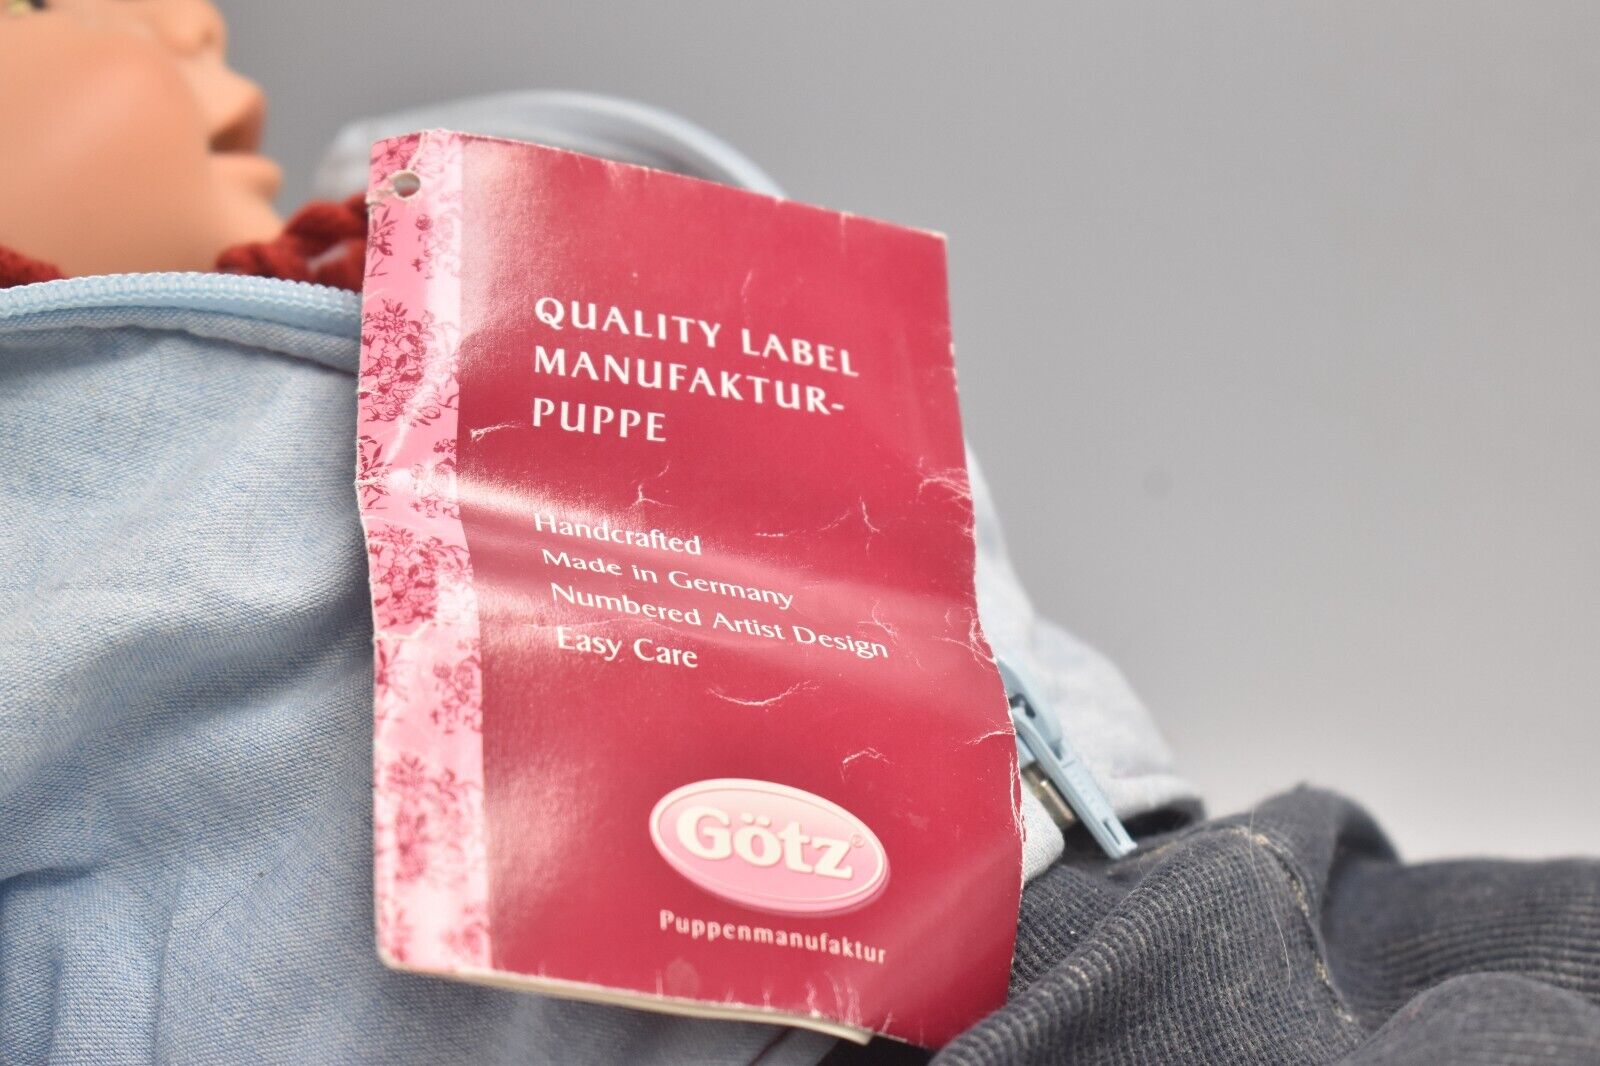 QUALITY LABEL
MANUFAKTUR-
PUPPE
Handcrafted
Made in Germany
Numbered Artist Design
Easy Care
Götz®
Puppenmanufaktur